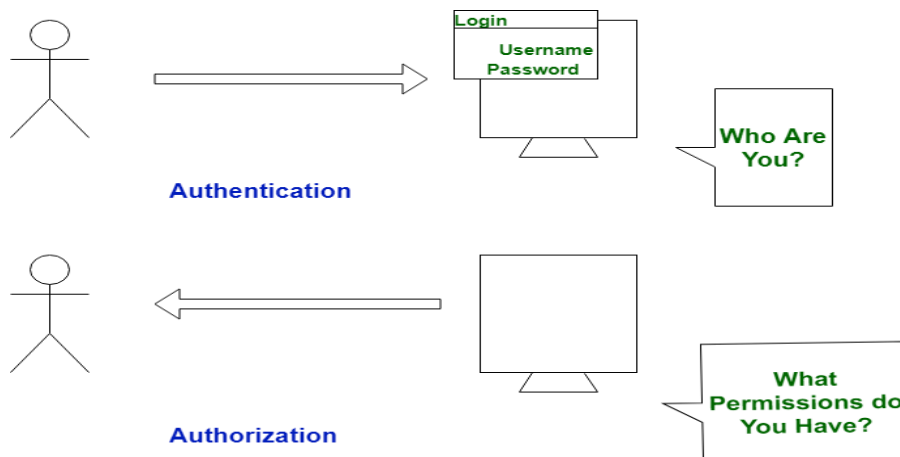 Login
Username
Password
Who Are
You?
Authentication
What
Permissions do
You Have?
Authorization